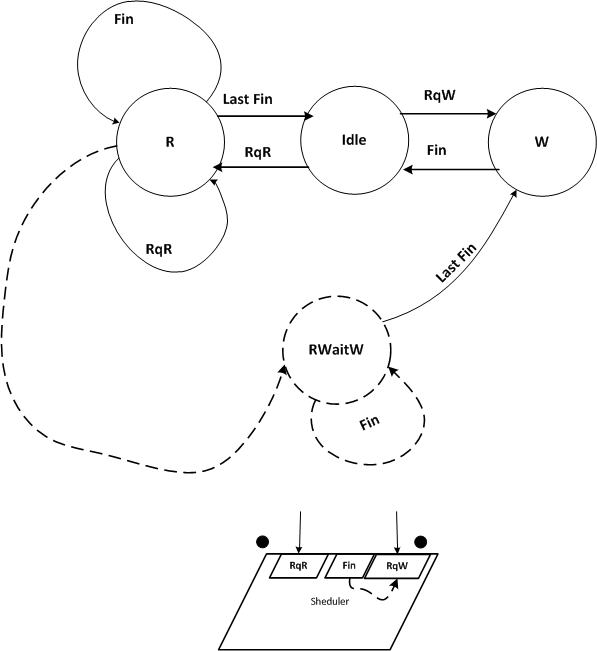 Fin
Last Fin
RqW
R
Idle
W
RqR
Fin
RqR
Last Fin
RWaitW
Fin
RqR
Fin
RqW
Sheduler